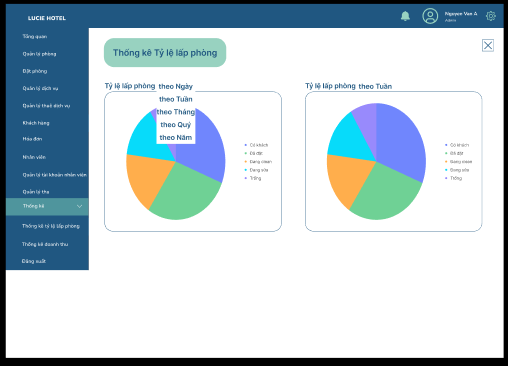 LUCIE HOTEL
Nguyen Van A
Admin
Tổng quan
Quản lý phòng
Đặt phòng
Quản lý dịch vụ
Quản lý thuê dịch vụ
Khách hàng
Hóa đơn
Nhân viên
Quản lý tài khoản nhân viên
Quản lý thu
Thống kê
Thống kê tỷ lệ lấp phòng
Thống kê doanh thu
Đăng xuất
Thống kê Tỷ lệ lấp phòng
Tỷ lệ lấp phòng theo Ngày
theo Tuần
theo Tháng
theo Quý
theo Năm
Có khách
Đã đặt
Đang sửa
Trống
Tỷ lệ lấp phòng theo Tuần
Có khách
Đã đặt
Đang sửa
Trống